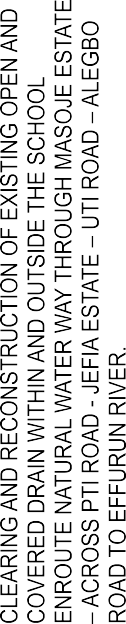 CLEARING AND RECONSTRUCTION OF EXISTING OPEN AND
COVERED DRAIN WITHIN AND OUTSIDE THE SCHOOL
ENROUTE NATURAL WATER WAY THROUGH MASOJE ESTATE
– ACROSS PTI ROAD - JEFIA ESTATE – UTI ROAD – ALEGBO
ROAD TO EFFURUN RIVER.